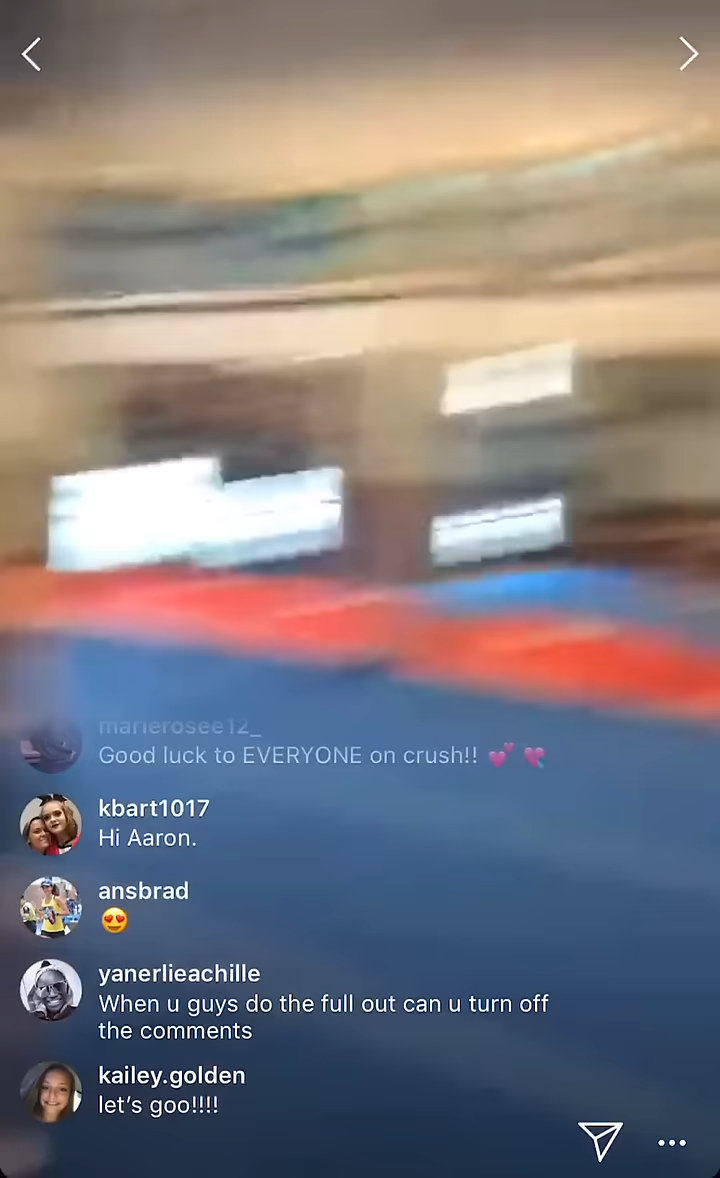 marierosee12_
Good luck to EVERYONE on crush!! 💕 💘
kbart1017
Hi Aaron.
ansbrad
😍
yanerlieachille
When u guys do the full out can u turn off
the comments
kailey.golden
let’s goo!!!!